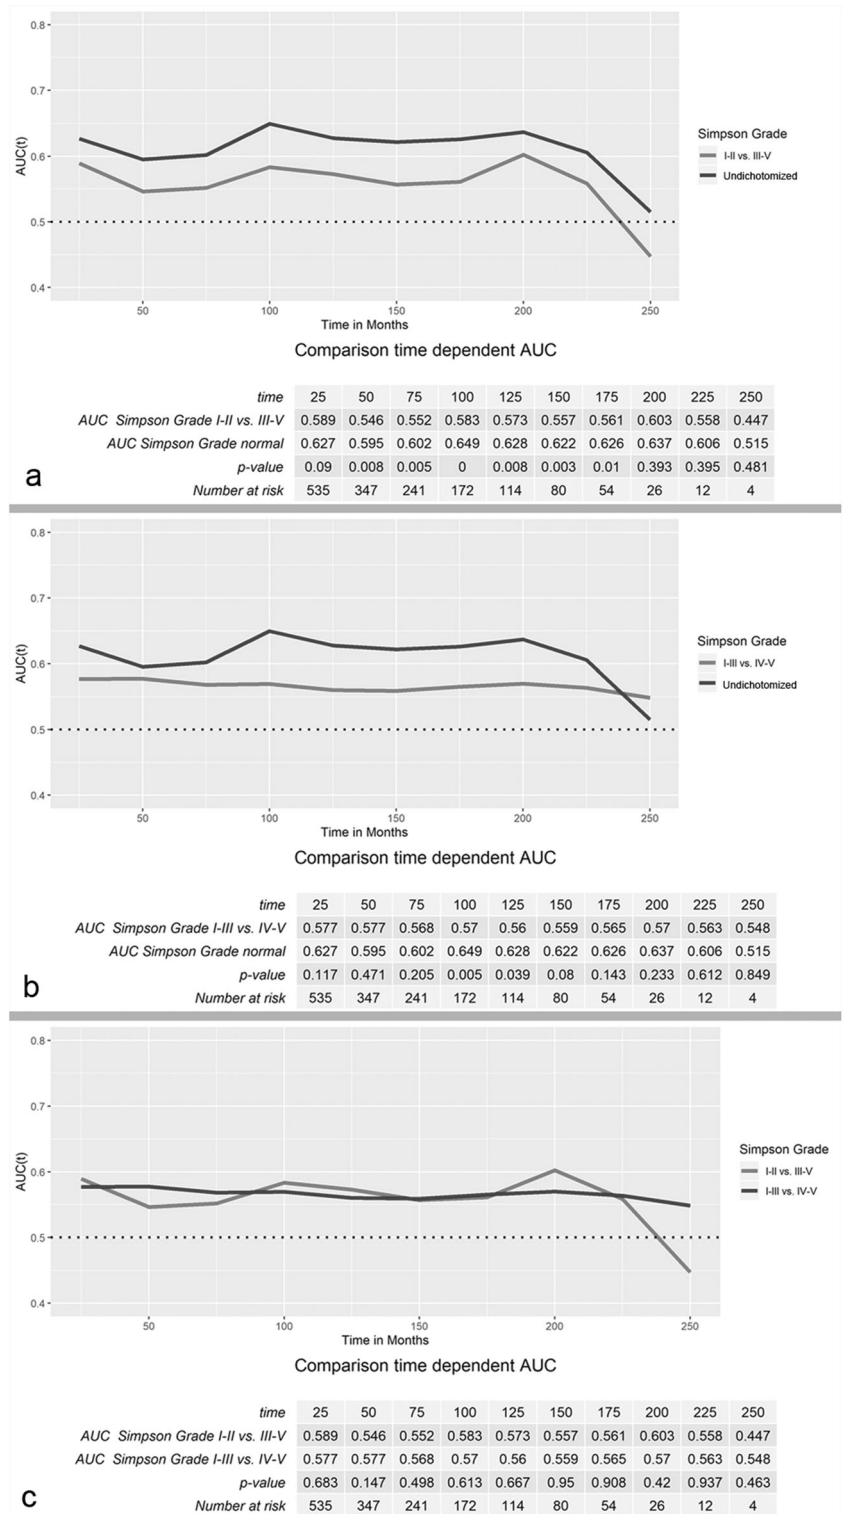 0.8
0.7
0.6
0.5
0.4
AUC(t)
50 100 150 200 250
Time in Months
Simpson Grade
I-II vs. III-V
Undichotomized
Comparison time dependent AUC
time 25 50 75 100 125 150 175 200 225 250
AUC Simpson Grade I-II vs. III-V 0.589 0.546 0.552 0.583 0.573 0.557 0.561 0.603 0.558 0.447
AUC Simpson Grade normal 0.627 0.595 0.602 0.649 0.628 0.622 0.626 0.637 0.606 0.515
p-value 0.09 0.008 0.005 0 0.008 0.003 0.01 0.393 0.395 0.481
Number at risk 535 347 241 172 114 80 54 26 12 4
a
0.8
0.7
0.6
0.5
0.4
AUC(t)
50 100 150 200 250
Time in Months
Simpson Grade
I-III vs. IV-V
Undichotomized
Comparison time dependent AUC
time 25 50 75 100 125 150 175 200 225 250
AUC Simpson Grade I-III vs. IV-V 0.577 0.577 0.568 0.57 0.56 0.559 0.565 0.57 0.563 0.548
AUC Simpson Grade normal 0.627 0.595 0.602 0.649 0.628 0.622 0.626 0.637 0.606 0.515
p-value 0.117 0.471 0.205 0.005 0.039 0.08 0.143 0.233 0.612 0.849
Number at risk 535 347 241 172 114 80 54 26 12 4
b
0.8
0.7
0.6
0.5
0.4
AUC(t)
50 100 150 200 250
Time in Months
Simpson Grade
I-II vs. III-V
I-III vs. IV-V
Comparison time dependent AUC
time 25 50 75 100 125 150 175 200 225 250
AUC Simpson Grade I-II vs. III-V 0.589 0.546 0.552 0.583 0.573 0.557 0.561 0.603 0.558 0.447
AUC Simpson Grade I-III vs. IV-V 0.577 0.577 0.568 0.57 0.56 0.559 0.565 0.57 0.563 0.548
p-value 0.683 0.147 0.498 0.613 0.667 0.95 0.908 0.42 0.937 0.463
Number at risk 535 347 241 172 114 80 54 26 12 4
c